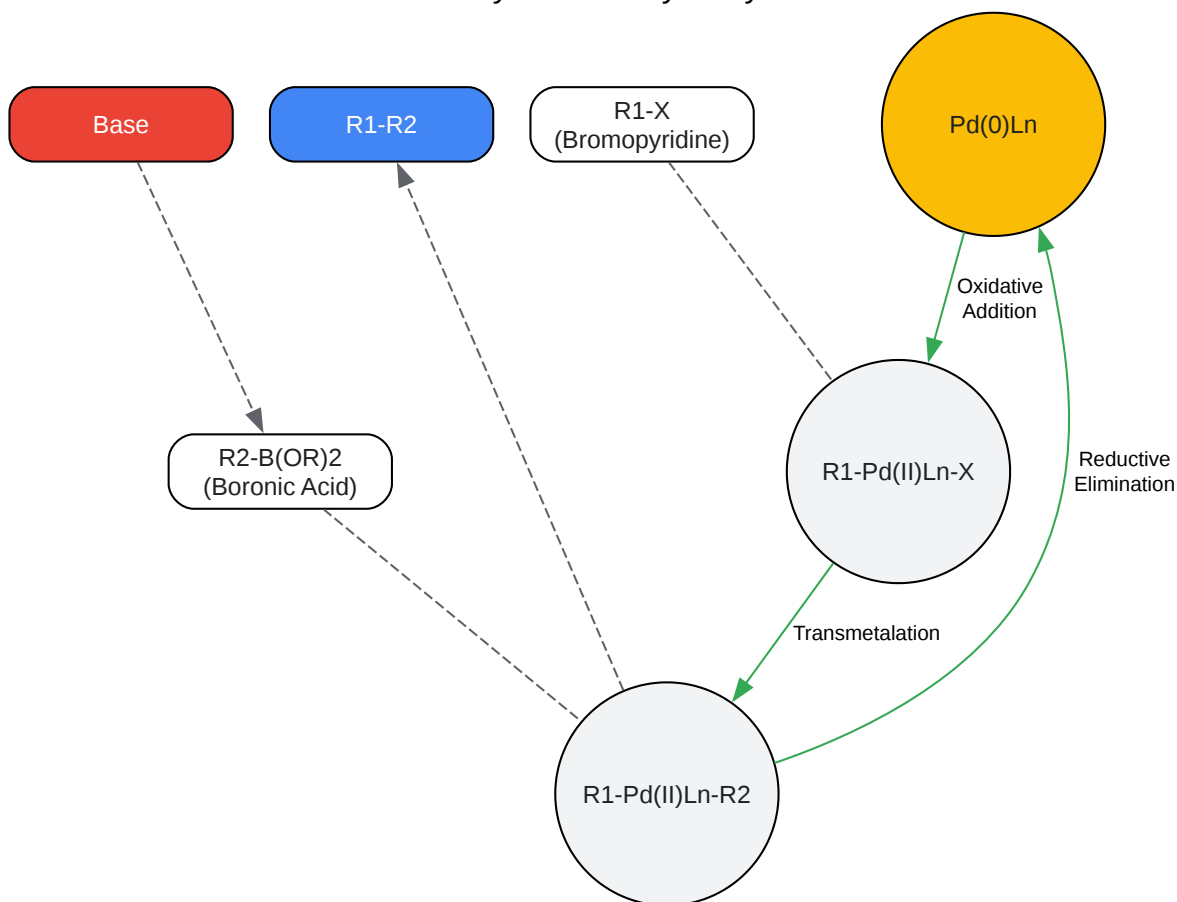 Base
R1-R2
R1-X
(Bromopyridine)
Pd(0)Ln
Oxidative
Addition
R2-B(OR)2
(Boronic Acid)
R1-Pd(II)Ln-X
Reductive
Elimination
Transmetalation
R1-Pd(II)Ln-R2